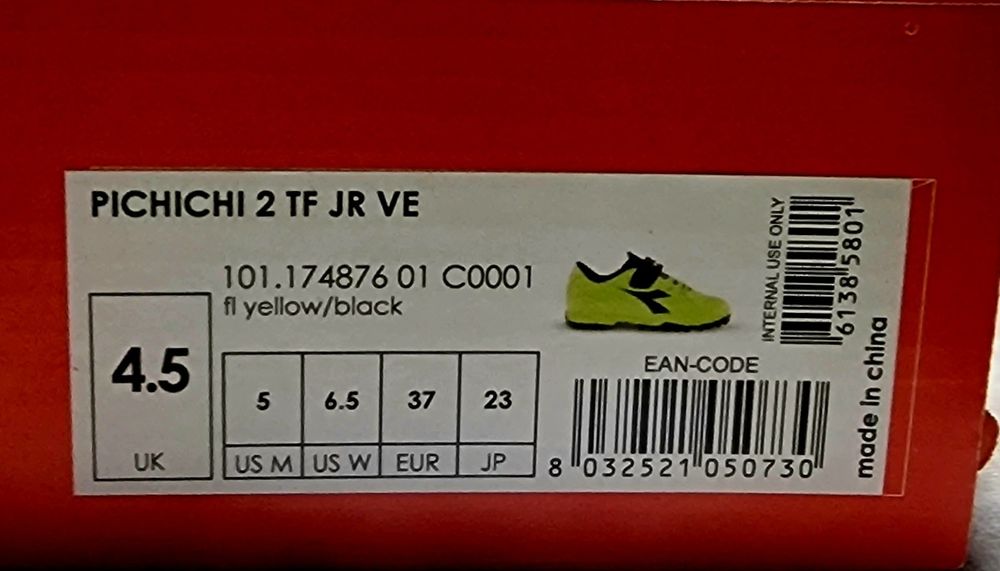 PICHICHI 2 TF JR VE
101.174876 01 C0001
fl yellow/black
4.5
UK
5 6.5 37 23
US M US W EUR JP
EAN-CODE
8 032521 050730
INTERNAL USE ONLY
6138 5801
made in china